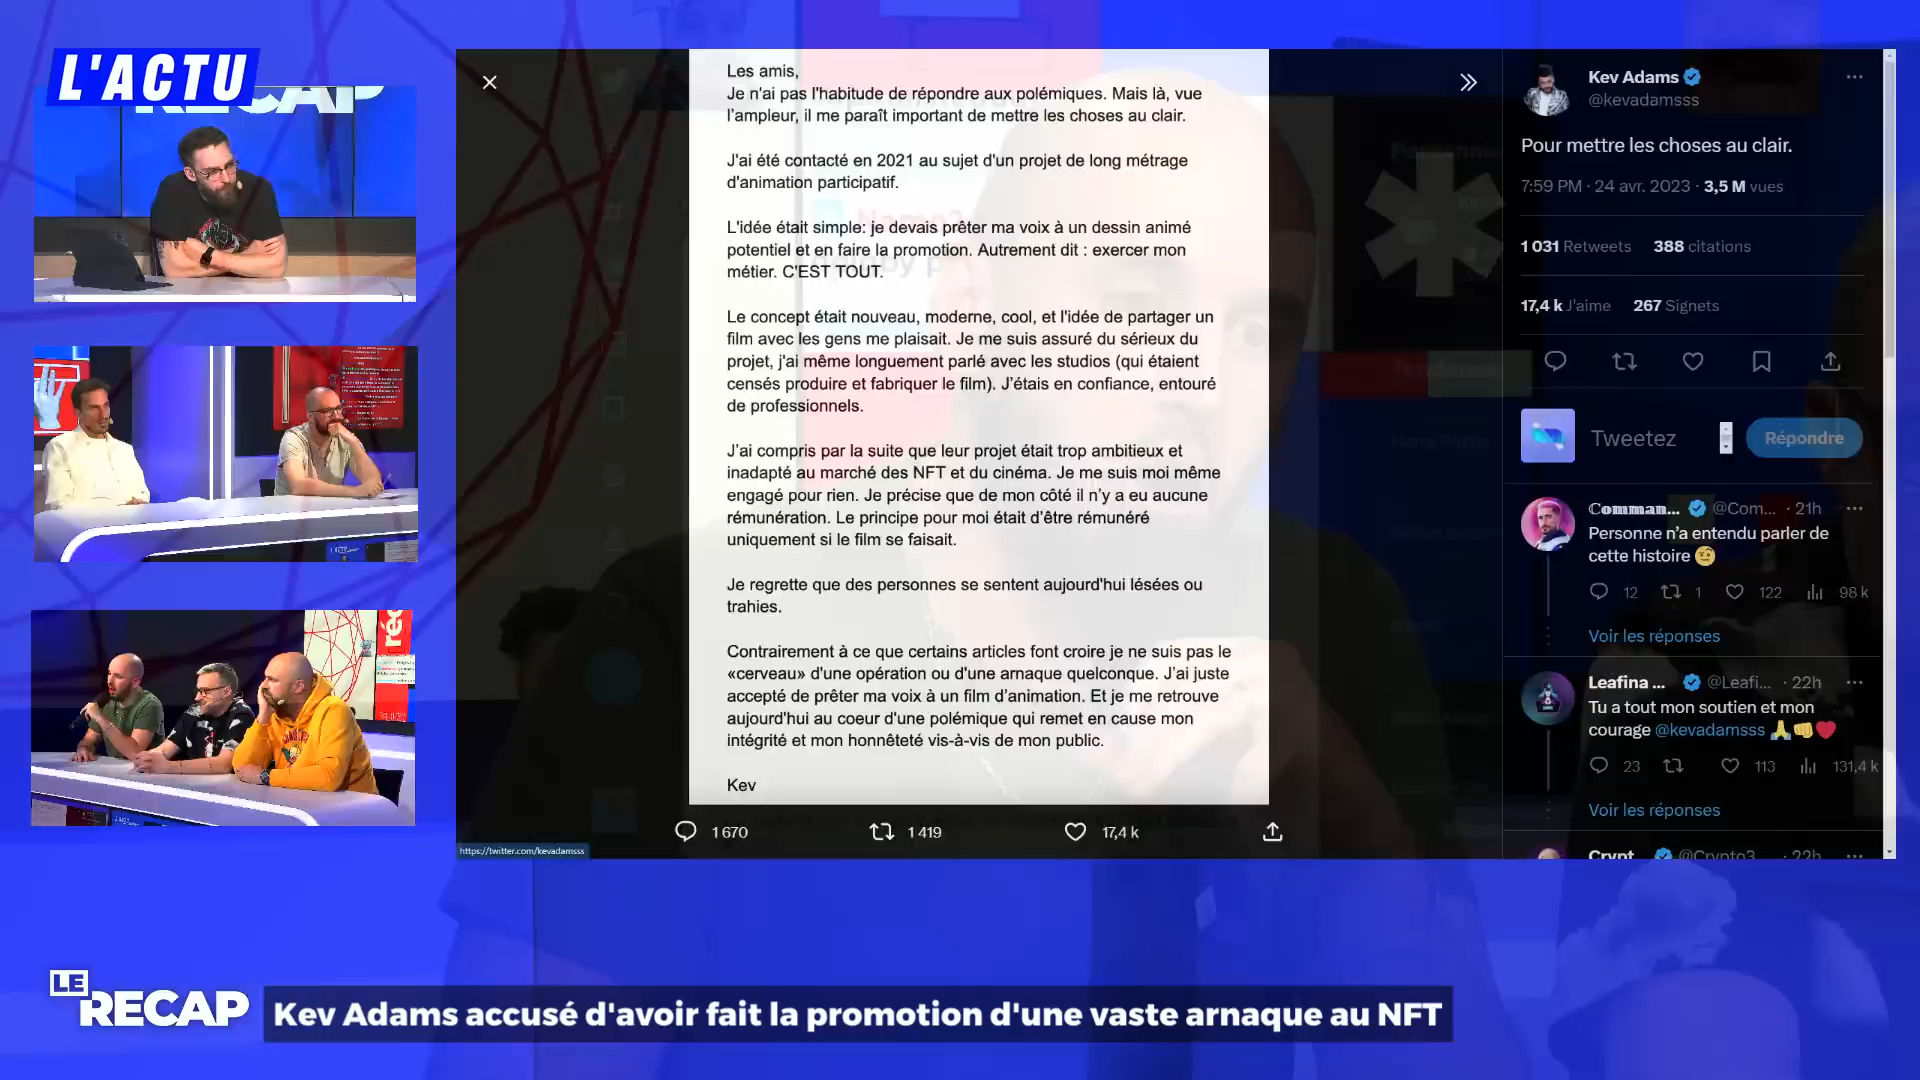 L'ACTU
RECAP
Les amis,
Je n'ai pas l'habitude de répondre aux polémiques. Mais là, vue
l'ampleur, il me paraît important de mettre les choses au clair.
J'ai été contacté en 2021 au sujet d'un projet de long métrage
d'animation participatif.
L'idée était simple: je devais prêter ma voix à un dessin animé
potentiel et en faire la promotion. Autrement dit : exercer mon
métier. C'EST TOUT.
Le concept était nouveau, moderne, cool, et l'idée de partager un
film avec les gens me plaisait. Je me suis assuré du sérieux du
projet, j'ai même longuement parlé avec les studios (qui étaient
censés produire et fabriquer le film). J'étais en confiance, entouré
de professionnels.
J'ai compris par la suite que leur projet était trop ambitieux et
inadapté au marché des NFT et du cinéma. Je me suis moi même
engagé pour rien. Je précise que de mon côté il n'y a eu aucune
rémunération. Le principe pour moi était d'être rémunéré
uniquement si le film se faisait.
Je regrette que des personnes se sentent aujourd'hui lésées ou
trahies.
Contrairement à ce que certains articles font croire je ne suis pas le
«cerveau» d'une opération ou d'une arnaque quelconque. J'ai juste
accepté de prêter ma voix à un film d'animation. Et je me retrouve
aujourd'hui au coeur d'une polémique qui remet en cause mon
intégrité et mon honnêteté vis-à-vis de mon public.
Kev
1 670 1 419 17,4 k
https://twitter.com/kevadamsss
Kev Adams
@kevadamsss
Pour mettre les choses au clair.
7:59 PM · 24 avr. 2023 · 3,5 M vues
1 031 Retweets 388 citations
17,4 k J'aime 267 Signets
Tweetez Répondre
Comman... @Com... · 21h
Personne n'a entendu parler de
cette histoire 🤨
12 1 122 98 k
Voir les réponses
Leafina ... @Leafi... · 22h
Tu a tout mon soutien et mon
courage @kevadamsss 🙏👊❤️
23 113 131,4 k
Voir les réponses
Crypt... @Crypto3... · 22h
LE
RECAP
Kev Adams accusé d'avoir fait la promotion d'une vaste arnaque au NFT